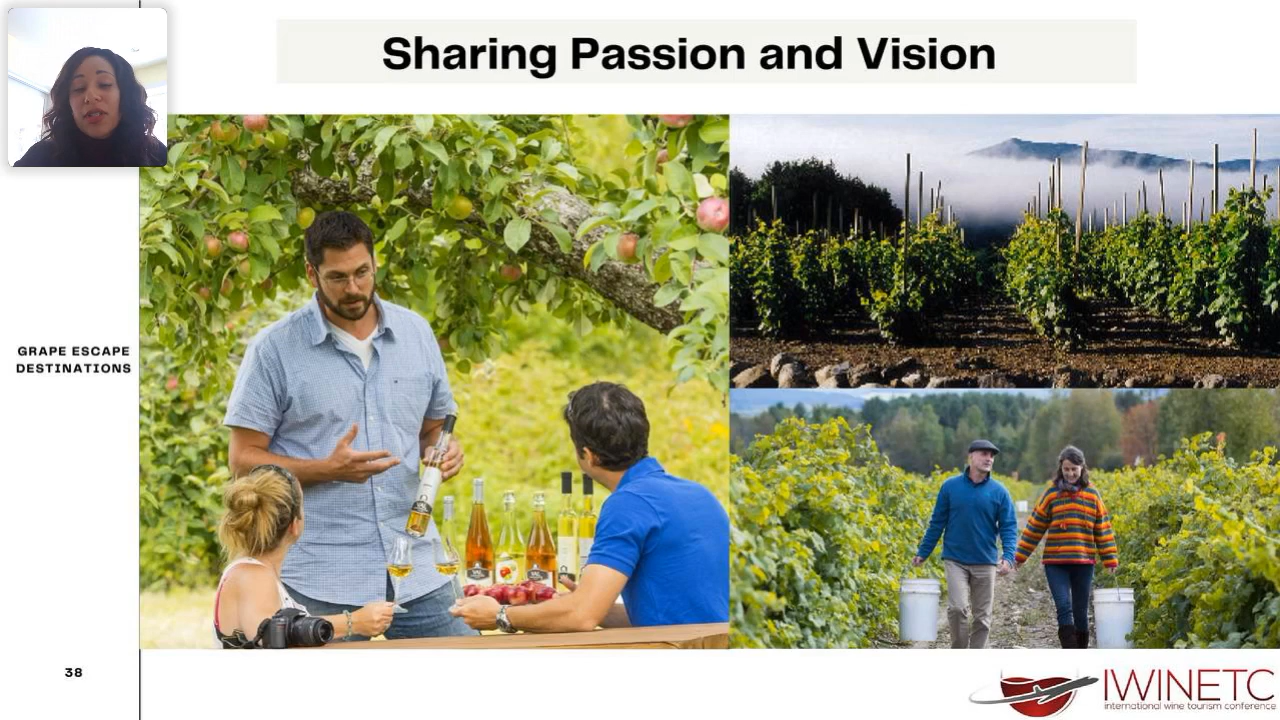 Sharing Passion and Vision
GRAPE ESCAPE
DESTINATIONS
38
IWINETC
international wine tourism conference